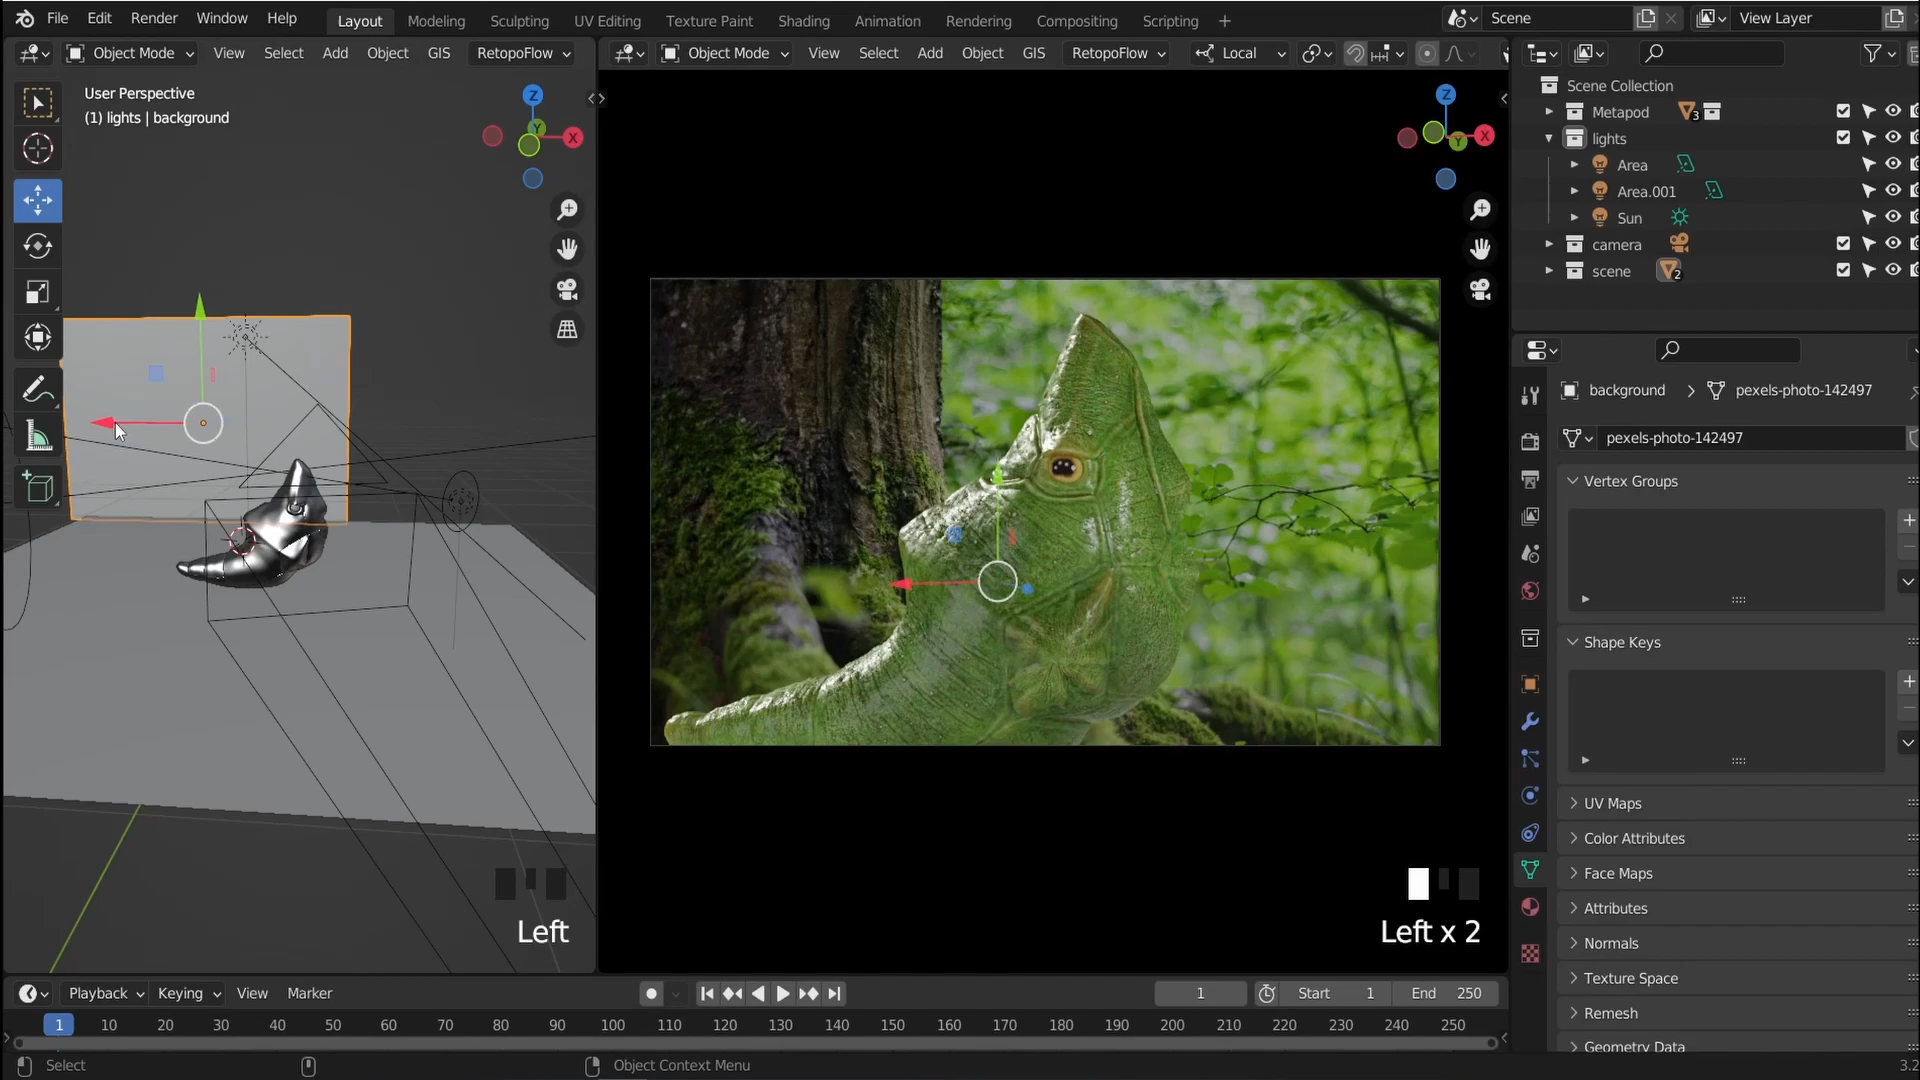 File Edit Render Window Help Layout Modeling Sculpting UV Editing Texture Paint Shading Animation Rendering Compositing Scripting + Scene View Layer
Object Mode View Select Add Object GIS RetopoFlow
Object Mode View Select Add Object GIS RetopoFlow Local
User Perspective
(1) lights | background
Z
Y
X
Z
Y
X
Left
Left x 2
Scene Collection
Metapod 3
lights
Area
Area.001
Sun
camera
scene 2
background pexels-photo-142497
pexels-photo-142497
Vertex Groups
Shape Keys
UV Maps
Color Attributes
Face Maps
Attributes
Normals
Texture Space
Remesh
Geometry Data
Playback Keying View Marker 1 Start 1 End 250
1 10 20 30 40 50 60 70 80 90 100 110 120 130 140 150 160 170 180 190 200 210 220 230 240 250
Select Object Context Menu 3.2